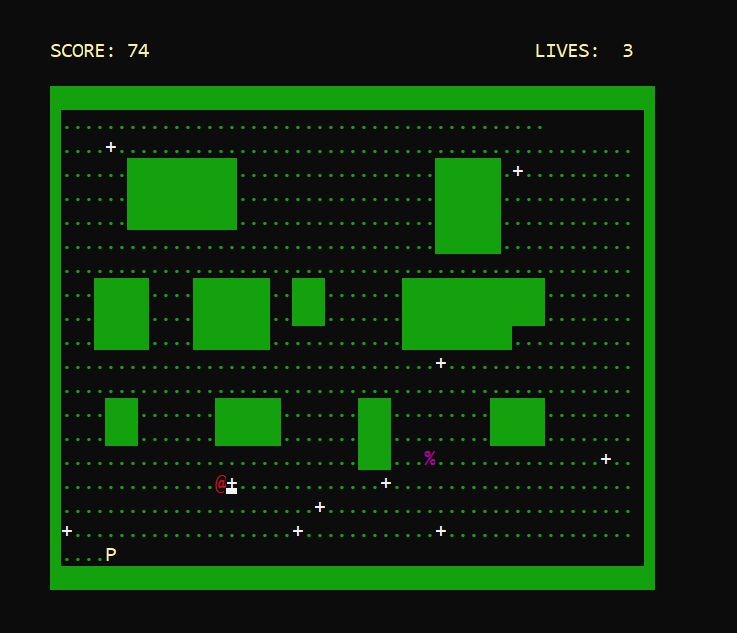 SCORE: 74 LIVES: 3
+
+
+
% +
@+ +
+
+ + +
P